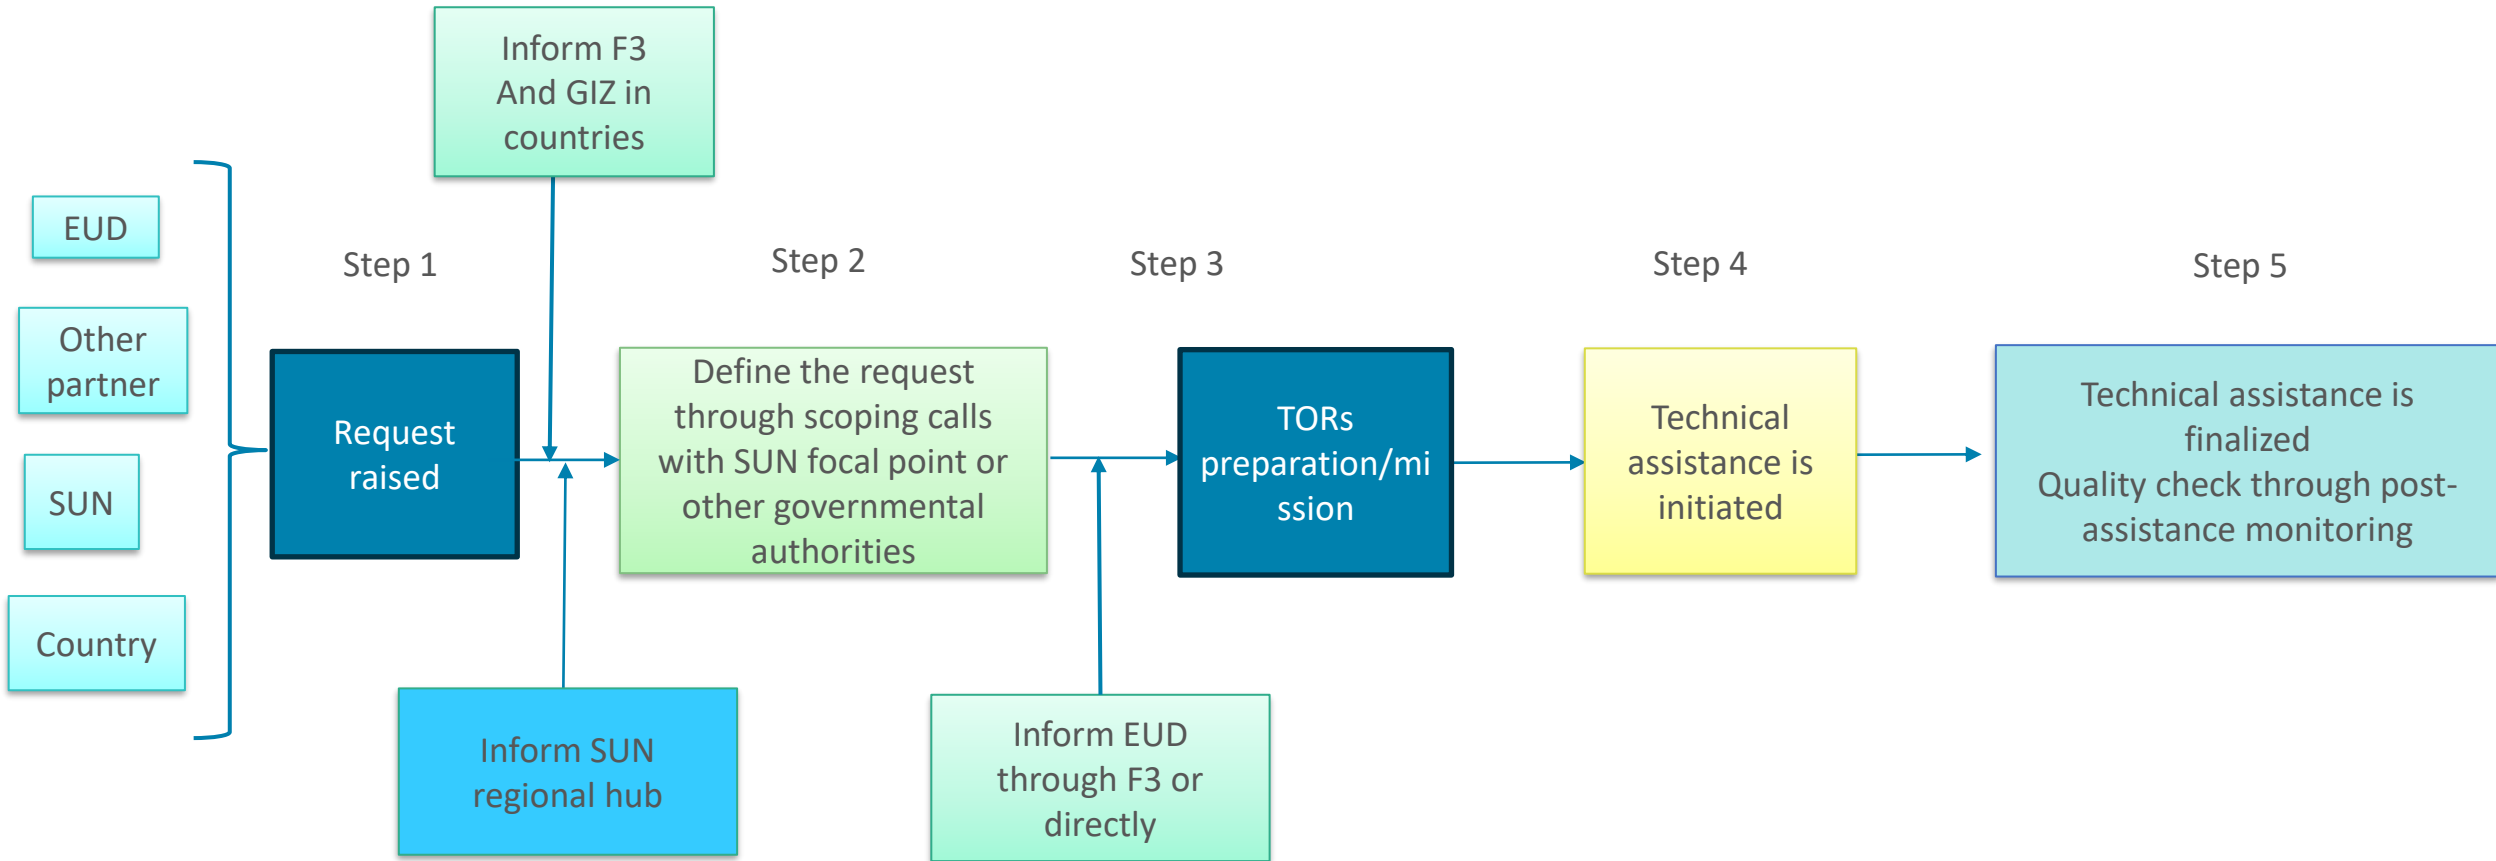 Inform F3
And GIZ in
countries
EUD
Other
partner
SUN
Country
Step 1
Step 2
Step 3
Step 4
Step 5
Request
raised
Define the request
through scoping calls
with SUN focal point or
other governmental
authorities
TORs
preparation/mi
ssion
Technical
assistance is
initiated
Technical assistance is
finalized
Quality check through post-
assistance monitoring
Inform SUN
regional hub
Inform EUD
through F3 or
directly